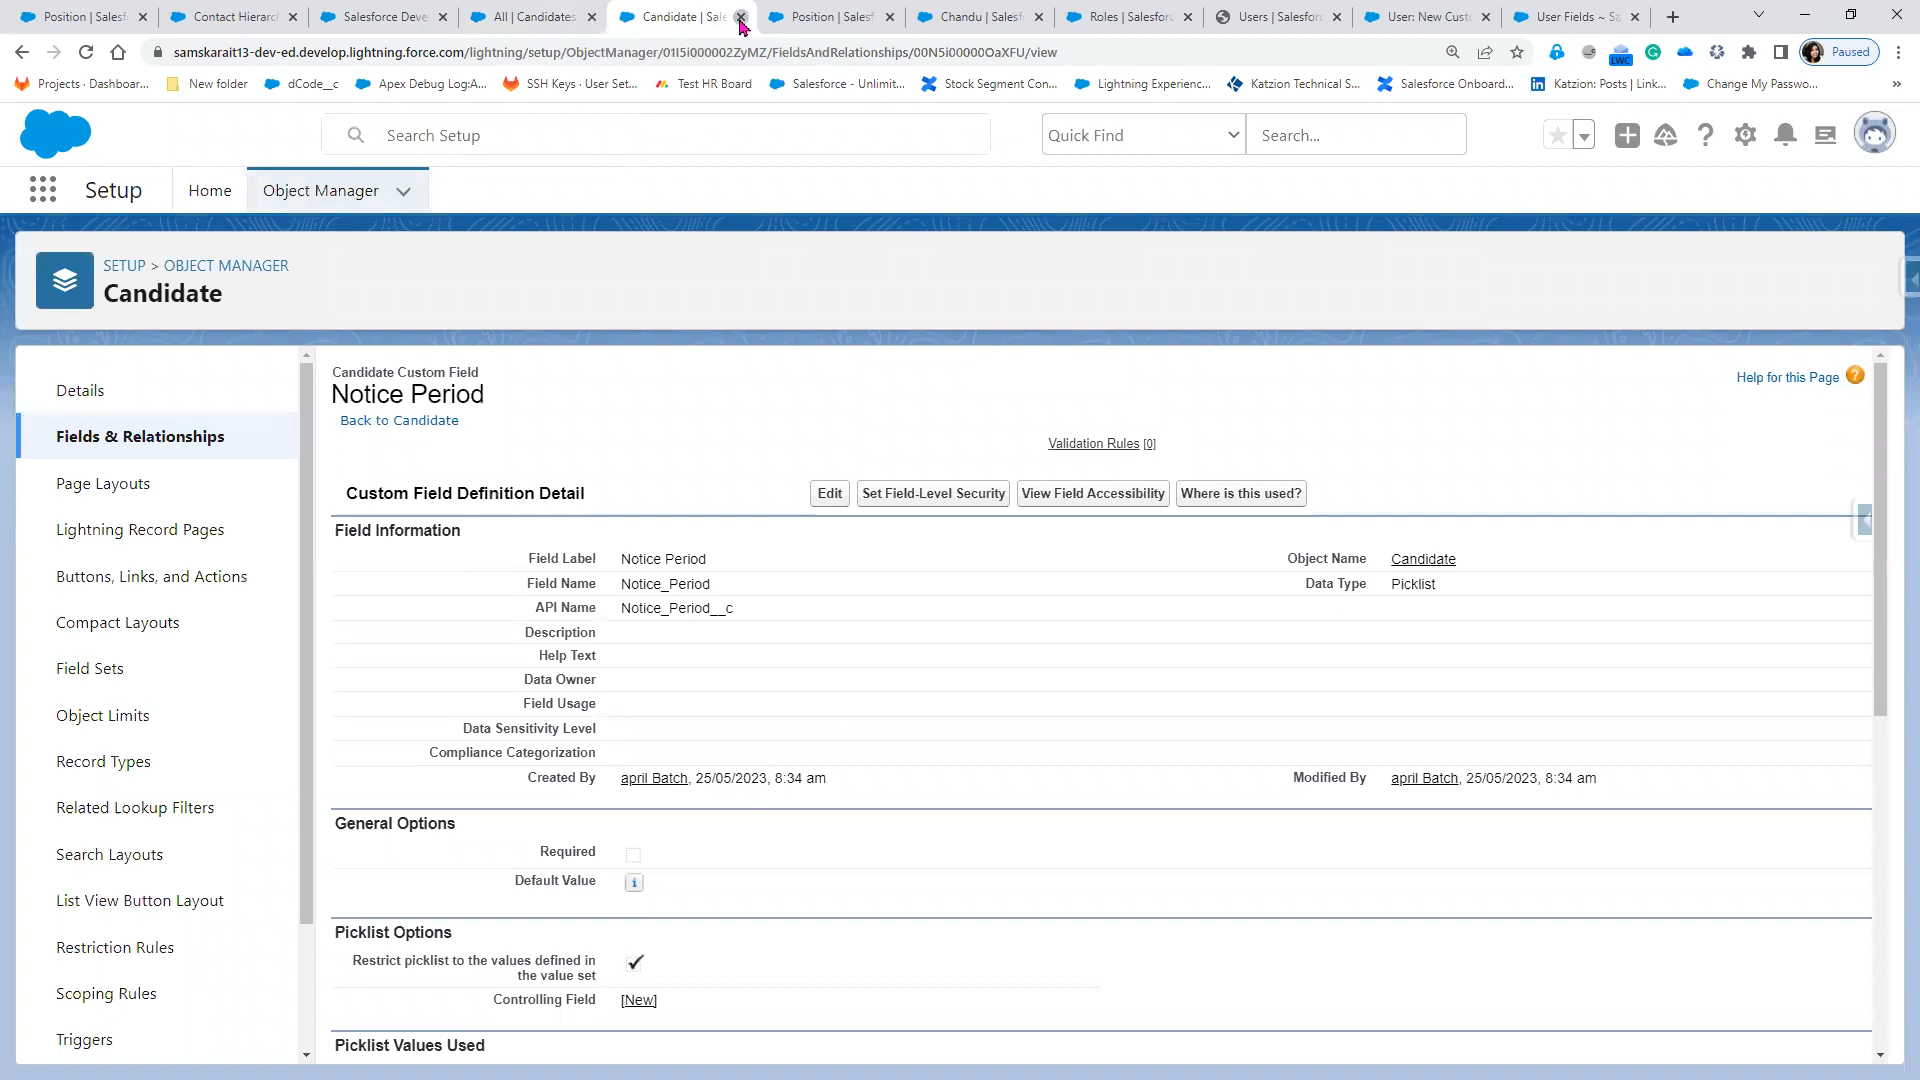 Position | Salesf
Contact Hierarch
Salesforce Deve
All | Candidates
Candidate | Sale
Position | Salesf
Chandu | Salesf
Roles | Salesforc
Users | Salesforc
User: New Custo
User Fields ~ Sa
samskarait13-dev-ed.develop.lightning.force.com/lightning/setup/ObjectManager/01I5i000002ZyMZ/FieldsAndRelationships/00N5i00000OaXFU/view
LWC
Paused
Projects · Dashboar...
New folder
dCode__c
Apex Debug Log:A...
SSH Keys · User Set...
Test HR Board
Salesforce - Unlimit...
Stock Segment Con...
Lightning Experienc...
Katzion Technical S...
Salesforce Onboard...
Katzion: Posts | Link...
Change My Passwo...
Search Setup
Quick Find
Search...
Setup
Home
Object Manager
SETUP > OBJECT MANAGER
Candidate
Details
Fields & Relationships
Page Layouts
Lightning Record Pages
Buttons, Links, and Actions
Compact Layouts
Field Sets
Object Limits
Record Types
Related Lookup Filters
Search Layouts
List View Button Layout
Restriction Rules
Scoping Rules
Triggers
Candidate Custom Field
Notice Period
Back to Candidate
Help for this Page
Validation Rules [0]
Custom Field Definition Detail
Edit
Set Field-Level Security
View Field Accessibility
Where is this used?
Field Information
Field Label Notice Period
Object Name Candidate
Field Name Notice_Period
Data Type Picklist
API Name Notice_Period__c
Description
Help Text
Data Owner
Field Usage
Data Sensitivity Level
Compliance Categorization
Created By april Batch, 25/05/2023, 8:34 am
Modified By april Batch, 25/05/2023, 8:34 am
General Options
Required
Default Value
Picklist Options
Restrict picklist to the values defined in
the value set
Controlling Field [New]
Picklist Values Used